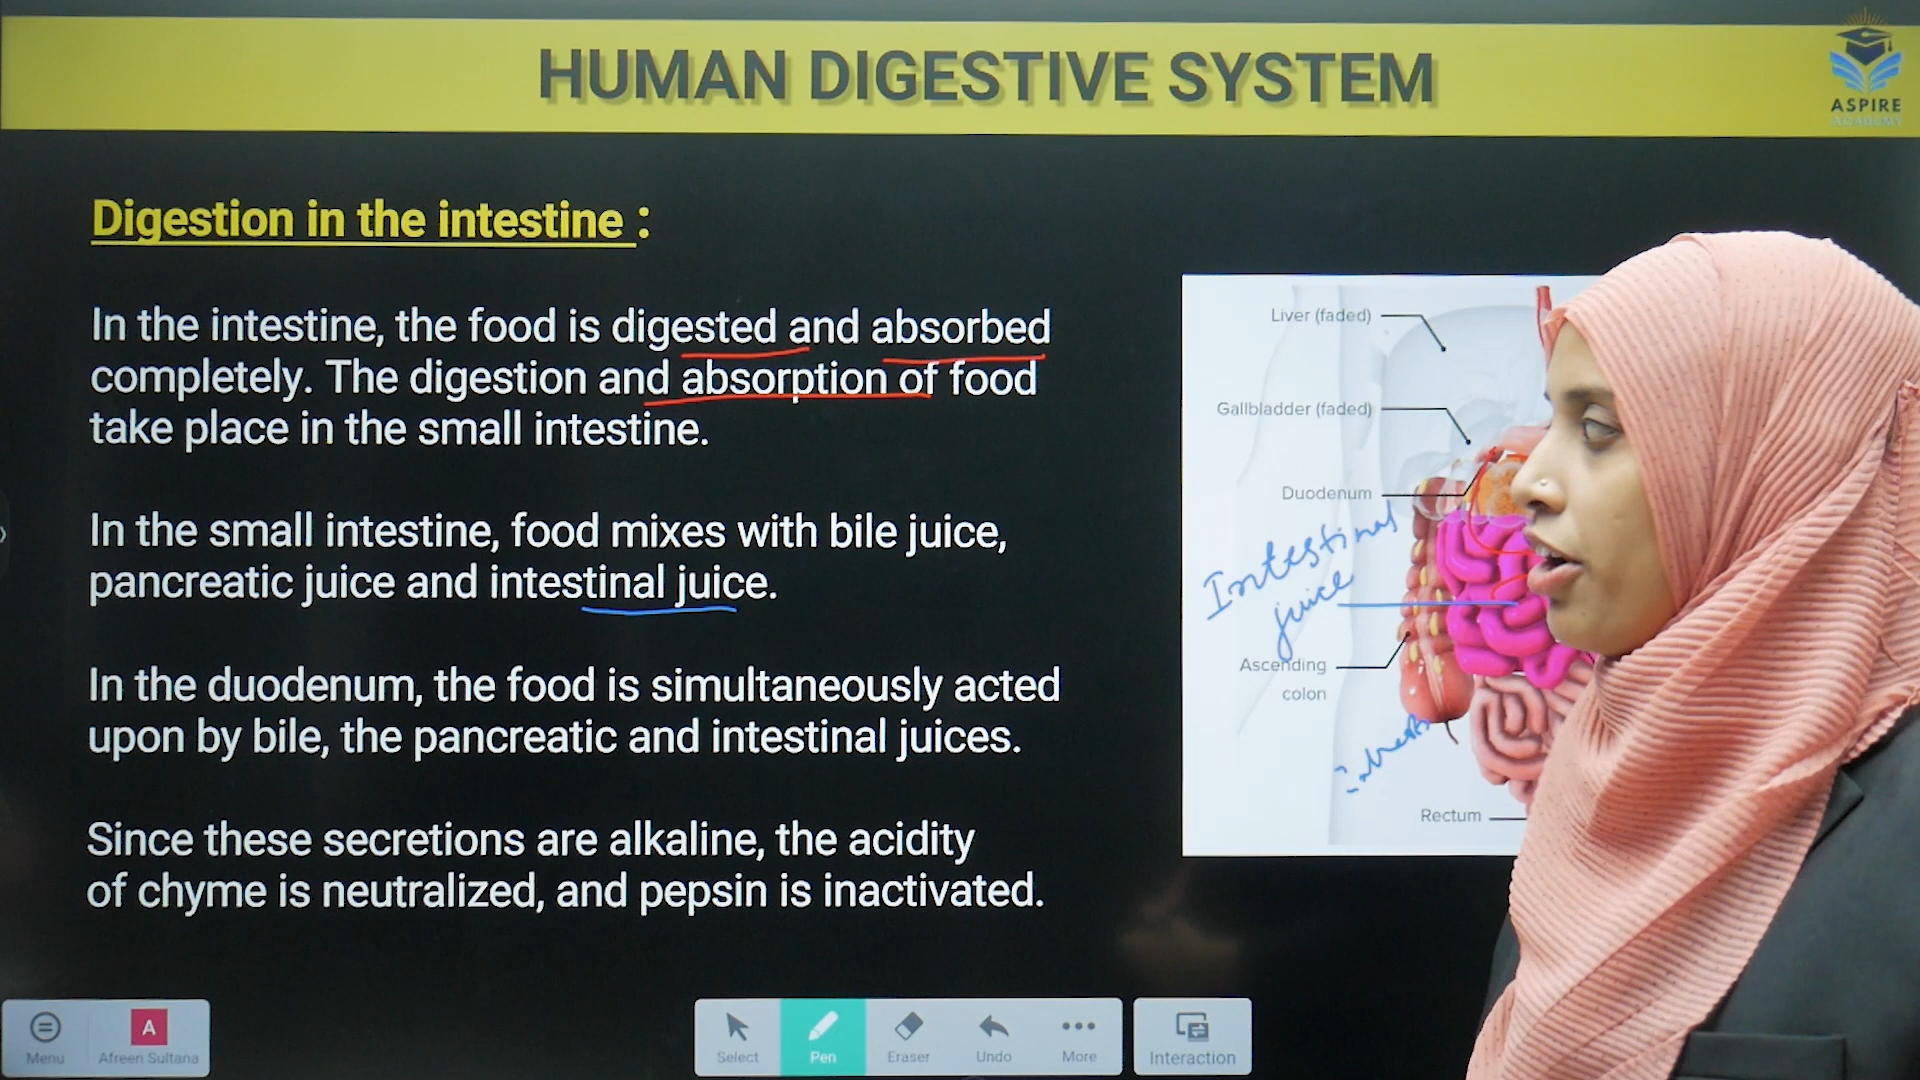 HUMAN DIGESTIVE SYSTEM
ASPIRE
ACADEMY
Digestion in the intestine :
In the intestine, the food is digested and absorbed
completely. The digestion and absorption of food
take place in the small intestine.
In the small intestine, food mixes with bile juice,
pancreatic juice and intestinal juice.
In the duodenum, the food is simultaneously acted
upon by bile, the pancreatic and intestinal juices.
Since these secretions are alkaline, the acidity
of chyme is neutralized, and pepsin is inactivated.
Liver (faded)
Gallbladder (faded)
Duodenum
Intestinal
juice
Ascending
colon
Rectum
Menu
A
Afreen Sultana
Select
Pen
Eraser
Undo
More
Interaction